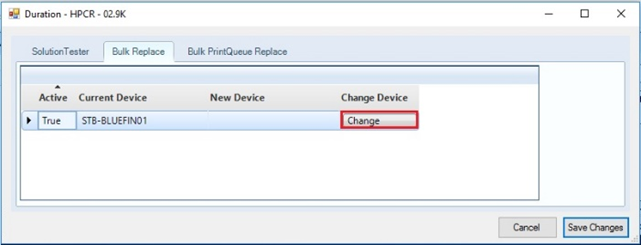 Duration - HPCR - 02.9K
SolutionTester Bulk Replace Bulk PrintQueue Replace
Active Current Device New Device Change Device
True STB-BLUEFIN01 Change
Cancel Save Changes